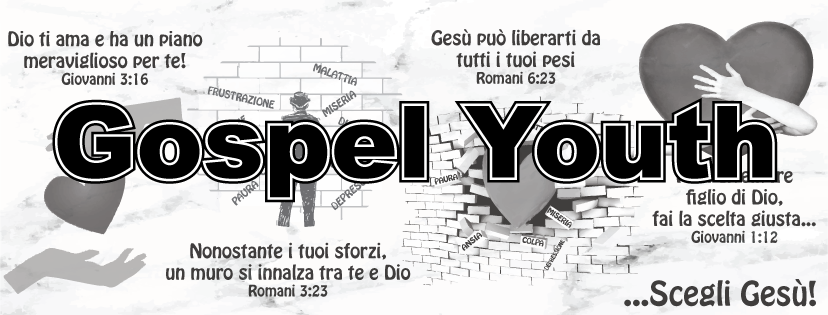 Dio ti ama e ha un piano
meraviglioso per te!
Giovanni 3:16
FRUSTRAZIONE
MALATTIA
MISERIA
PAURA
Nonostante i tuoi sforzi,
un muro si innalza tra te e Dio
Romani 3:23
Gospel Youth
Gesù può liberarti da
tutti i tuoi pesi
Romani 6:23
PAURA
MISERIA
ANSIA
COLPA
DEPRESSIONE
figlio di Dio,
fai la scelta giusta...
Giovanni 1:12
...Scegli Gesù!